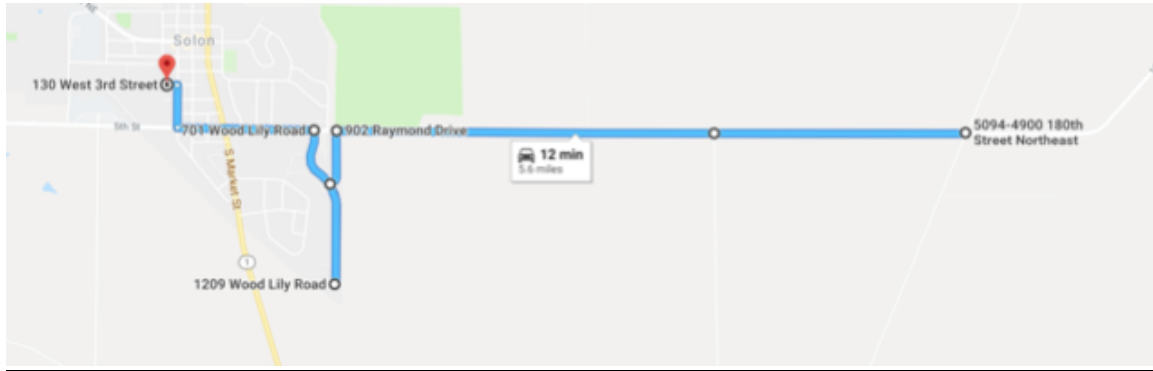 NE
Solon
130 West 3rd Street
5th St
701 Wood Lily Road
902 Raymond Drive
5094-4900 180th
Street Northeast
12 min
5.6 miles
S Market St
1
1209 Wood Lily Road